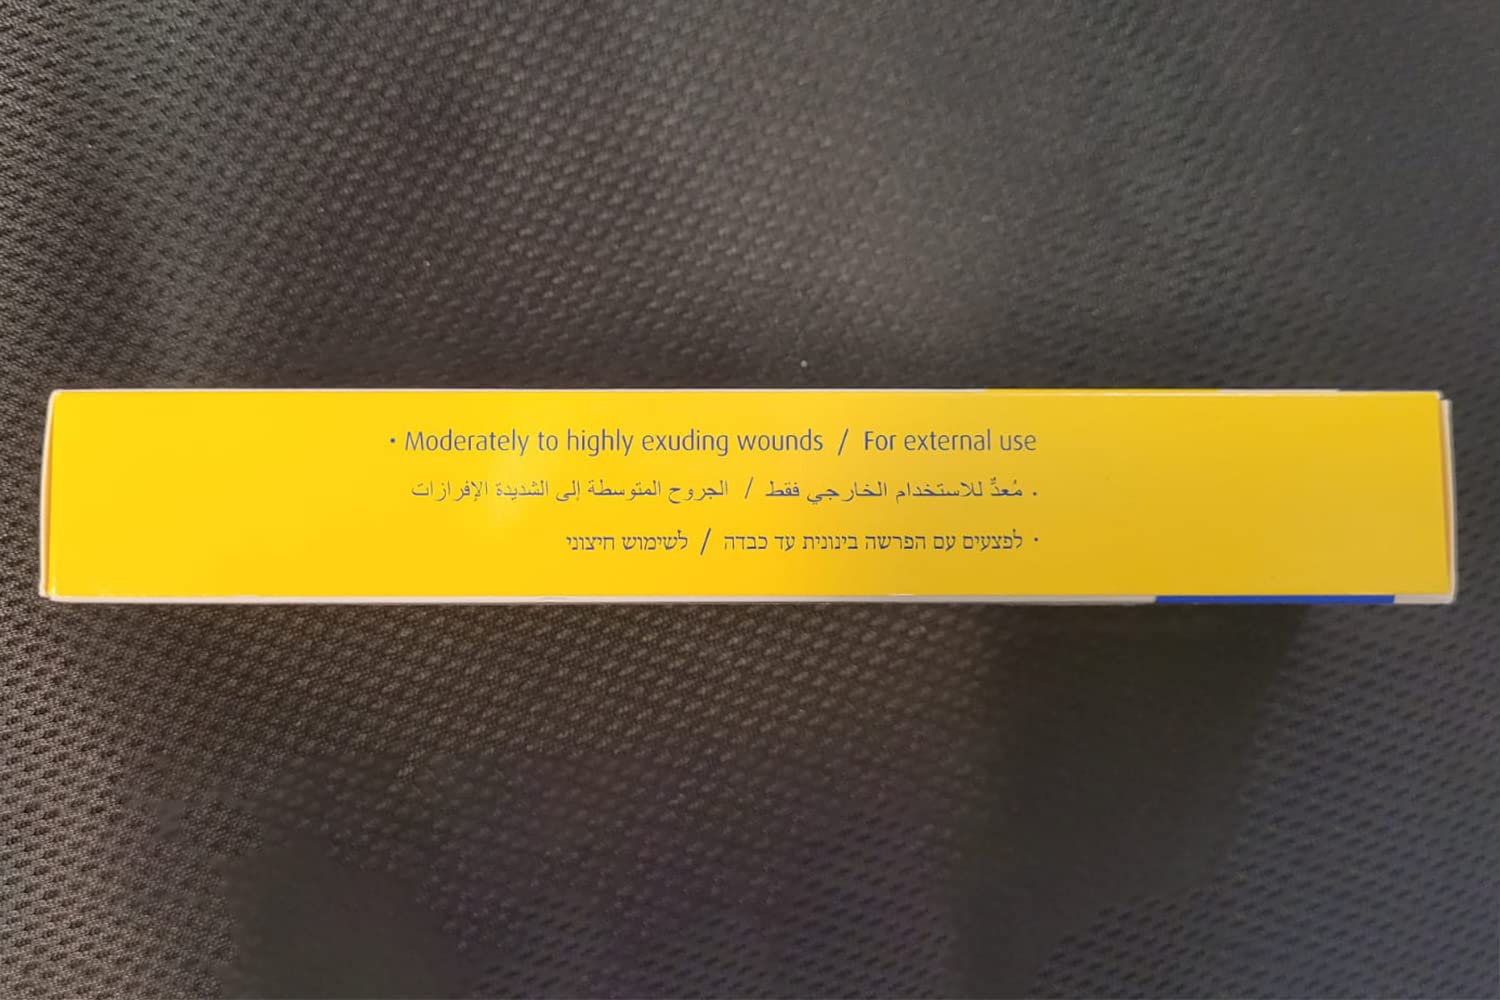 • Moderately to highly exuding wounds / For external use
. مُعدٌّ للاستخدام الخارجي فقط / الجروح المتوسطة إلى الشديدة الإفرازات
• לפצעים עם הפרשה בינונית עד כבדה / לשימוש חיצוני